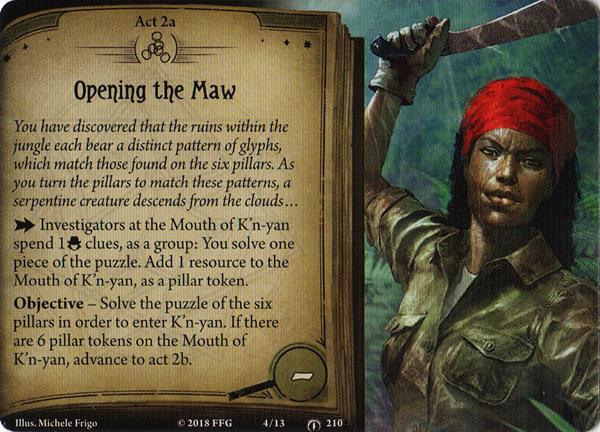 Act 2a
Opening the Maw
You have discovered that the ruins within the
jungle each bear a distinct pattern of glyphs,
which match those found on the six pillars. As
you turn the pillars to match these patterns, a
serpentine creature descends from the clouds…
Investigators at the Mouth of K'n-yan
spend 1 clues, as a group: You solve one
piece of the puzzle. Add 1 resource to the
Mouth of K'n-yan, as a pillar token.
Objective – Solve the puzzle of the six
pillars in order to enter K'n-yan. If there
are 6 pillar tokens on the Mouth of
K'n-yan, advance to act 2b.
–
Illus. Michele Frigo © 2018 FFG 4/13 210